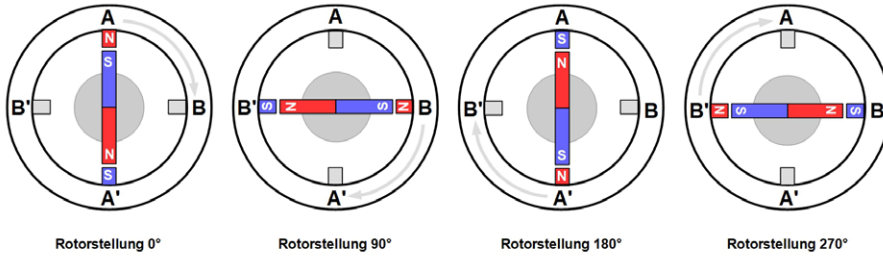 A
N
S
B'
B
N
S
A'
Rotorstellung 0°
A
B'
S
N
S
N
B
A'
Rotorstellung 90°
A
S
N
B'
B
S
N
A'
Rotorstellung 180°
A
B'
N
S
N
S
B
A'
Rotorstellung 270°